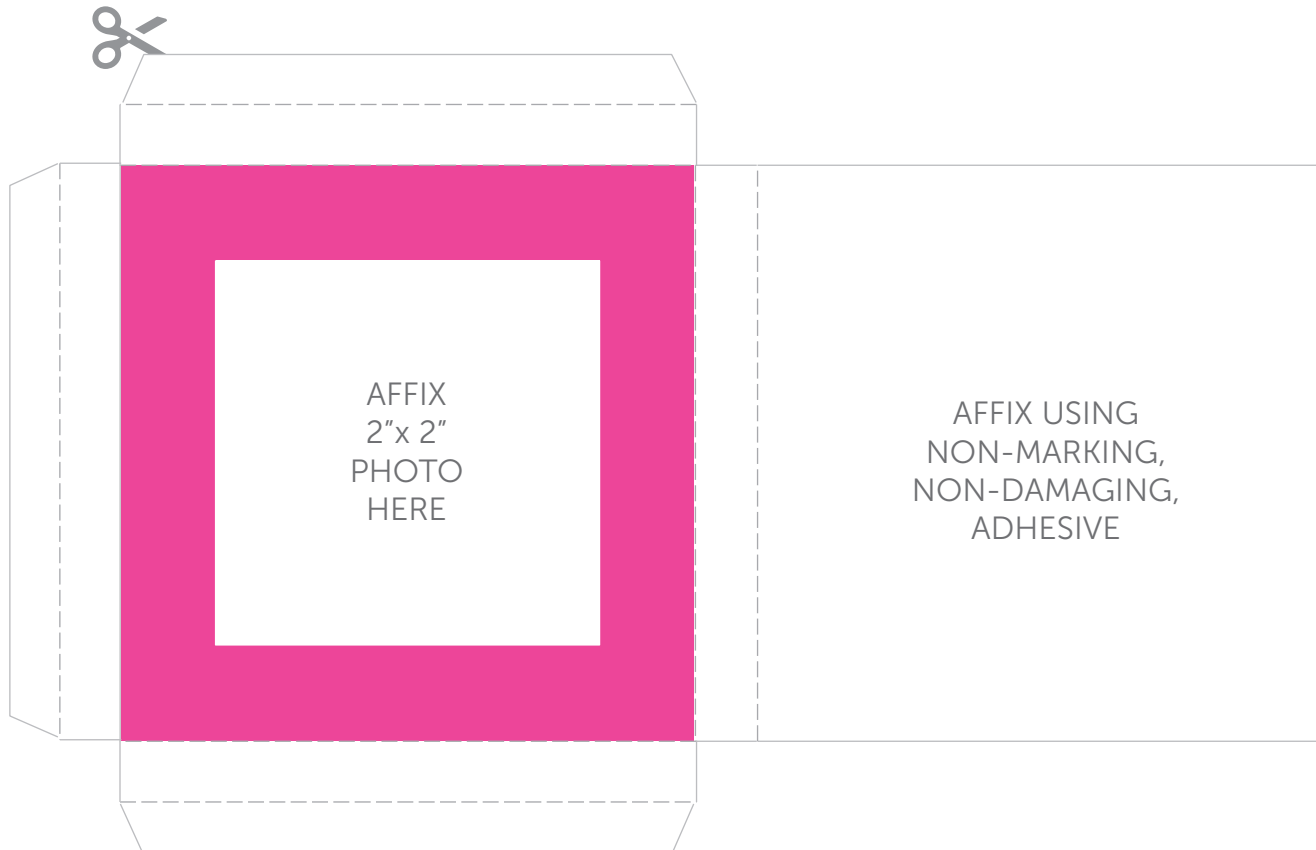 AFFIX
2”x 2”
PHOTO
HERE
AFFIX USING
NON-MARKING,
NON-DAMAGING,
ADHESIVE